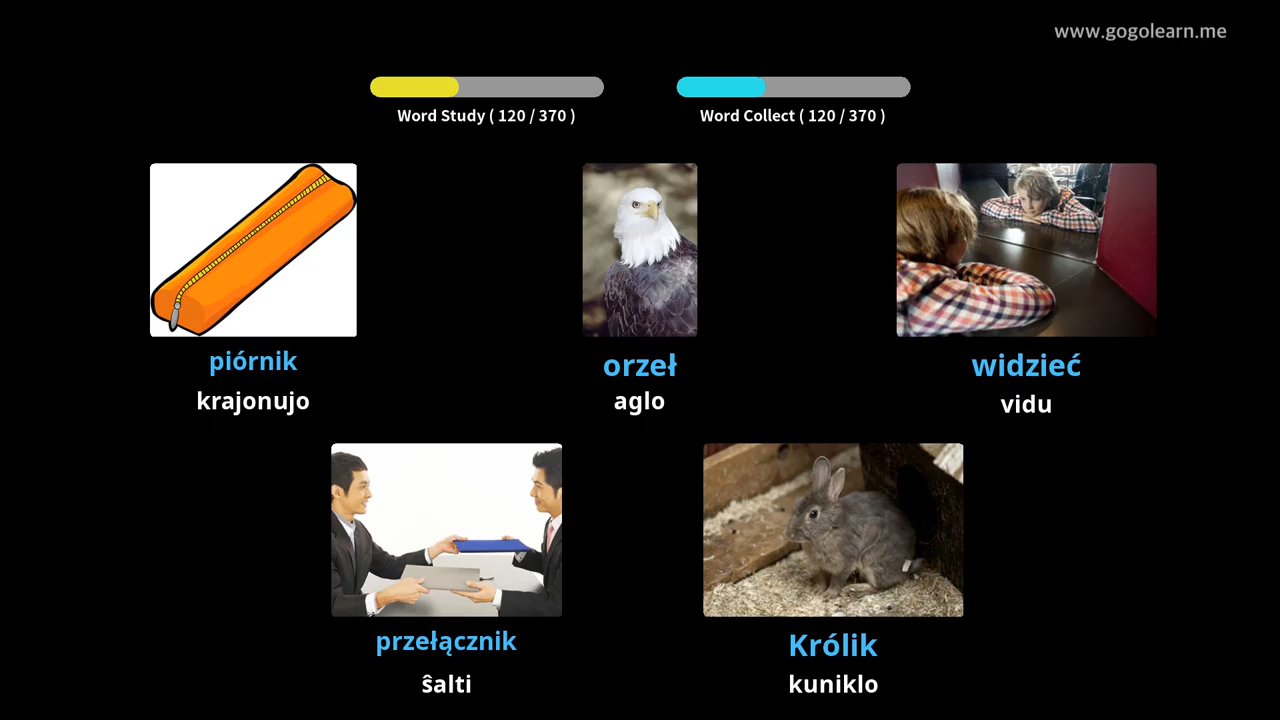 www.gogolearn.me
Word Study ( 120 / 370 )
Word Collect ( 120 / 370 )
piórnik
krajonujo
orzeł
aglo
widzieć
vidu
przełącznik
ŝalti
Królik
kuniklo